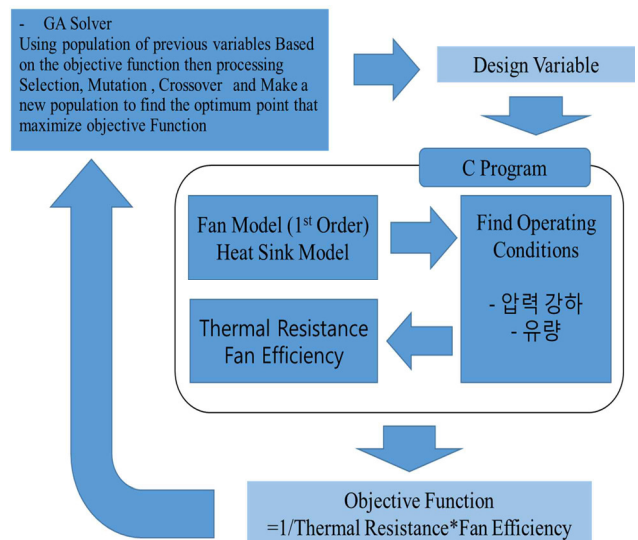 - GA Solver
Using population of previous variables Based
on the objective function then processing
Selection, Mutation , Crossover and Make a
new population to find the optimum point that
maximize objective Function
Design Variable
C Program
Fan Model (1st Order)
Heat Sink Model
Find Operating
Conditions
- 압력 강하
- 유량
Thermal Resistance
Fan Efficiency
Objective Function
=1/Thermal Resistance*Fan Efficiency